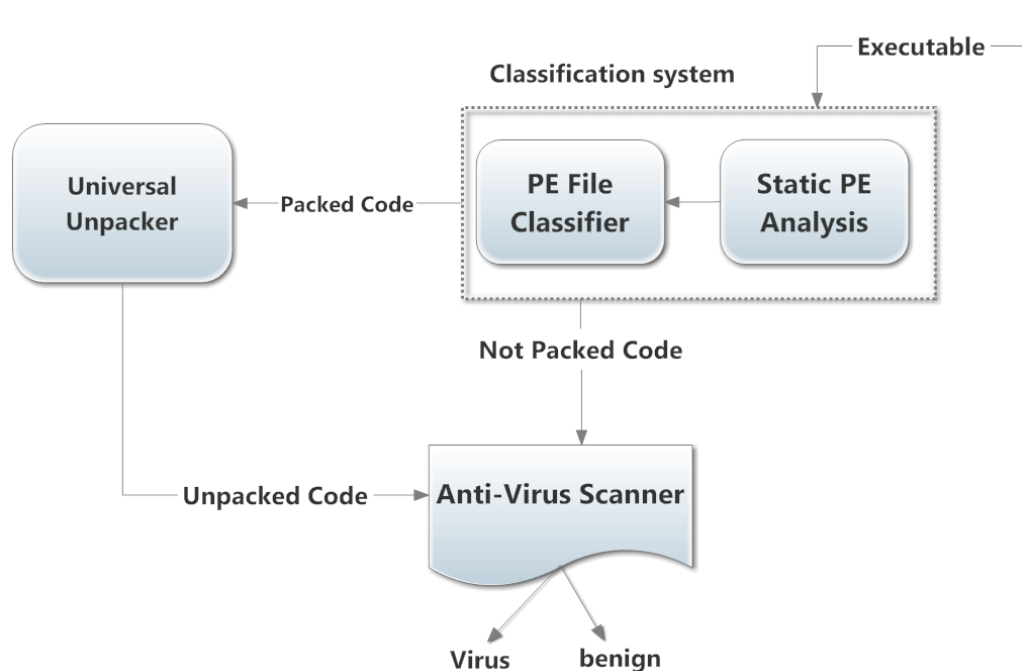 Executable
Classification system
PE File
Classifier
Static PE
Analysis
Universal
Unpacker
Packed Code
Not Packed Code
Unpacked Code
Anti-Virus Scanner
Virus
benign